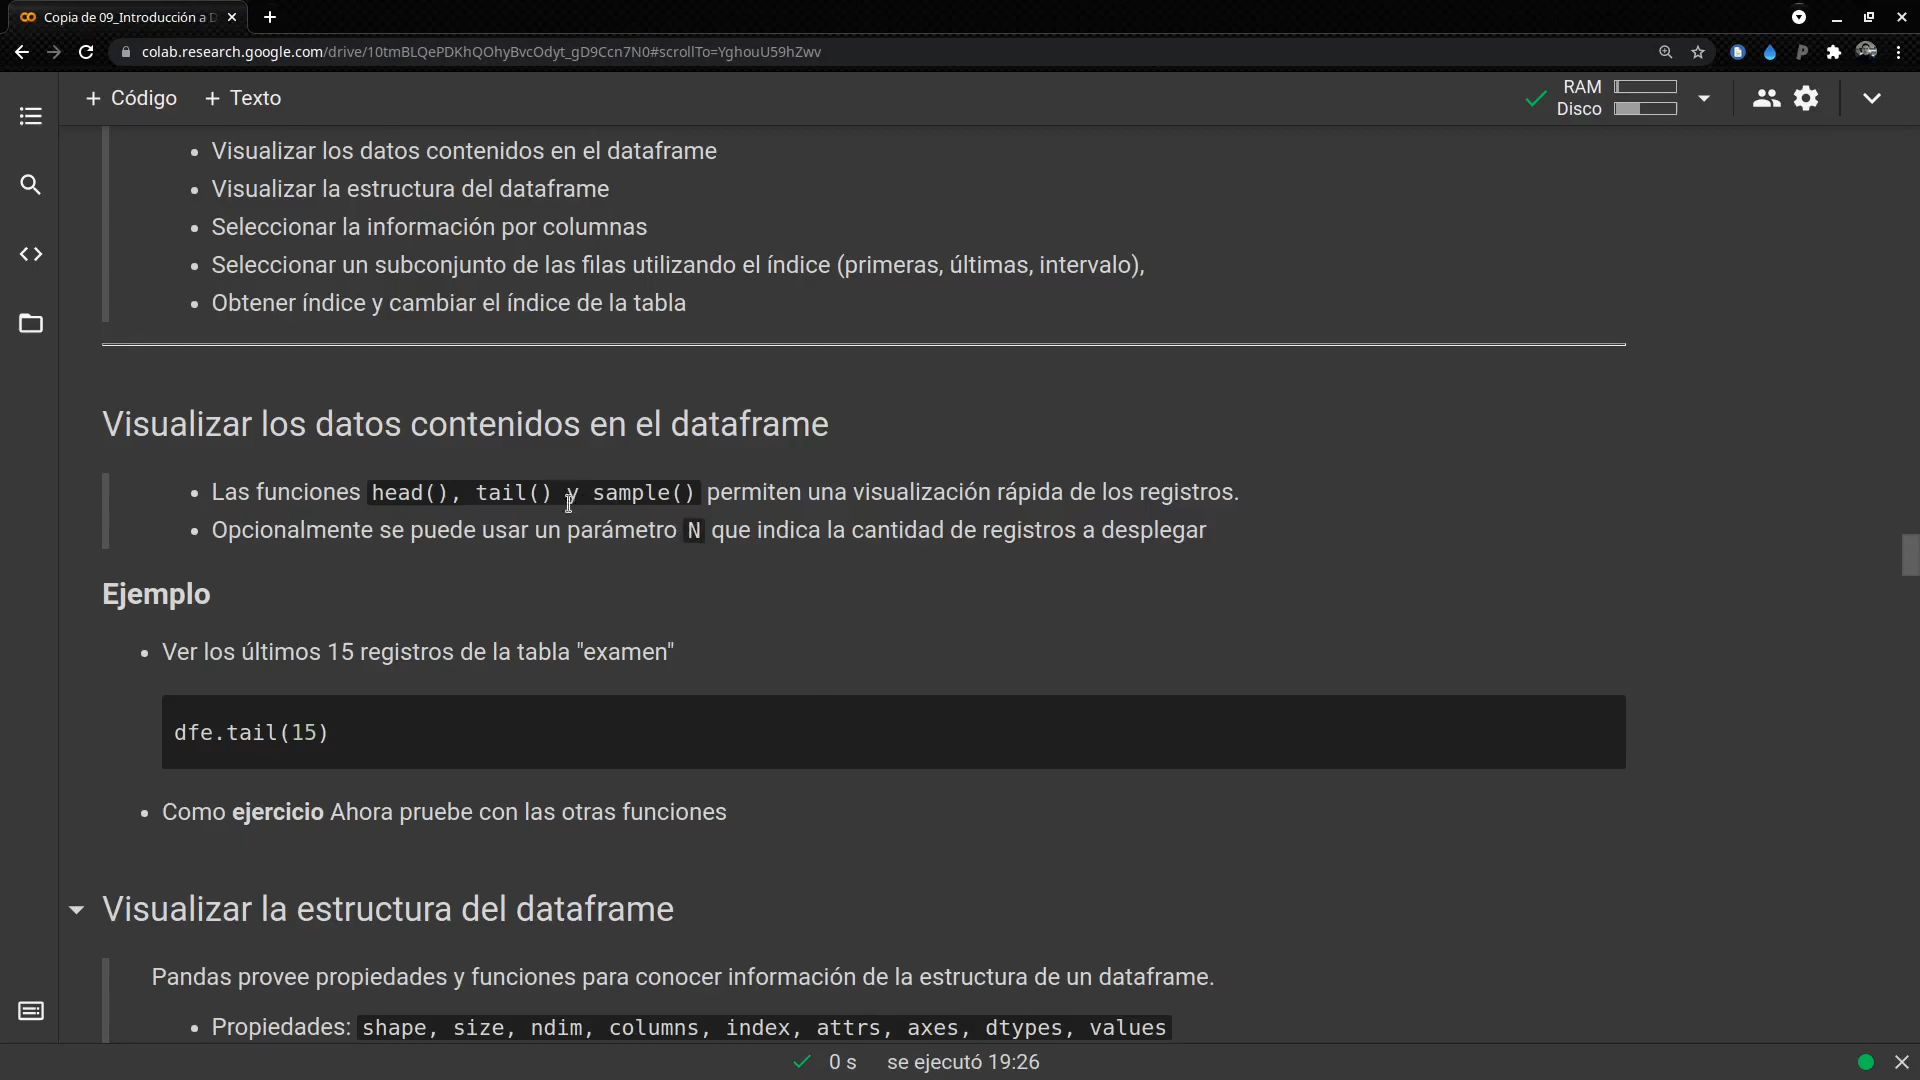 Copia de 09_Introducción a D
colab.research.google.com/drive/10tmBLQePDKhQOhyBvcOdyt_gD9Ccn7N0#scrollTo=YghouU59hZwv
+ Código + Texto
RAM
Disco
• Visualizar los datos contenidos en el dataframe
• Visualizar la estructura del dataframe
• Seleccionar la información por columnas
• Seleccionar un subconjunto de las filas utilizando el índice (primeras, últimas, intervalo),
• Obtener índice y cambiar el índice de la tabla
Visualizar los datos contenidos en el dataframe
• Las funciones head(), tail() y sample() permiten una visualización rápida de los registros.
• Opcionalmente se puede usar un parámetro N que indica la cantidad de registros a desplegar
Ejemplo
• Ver los últimos 15 registros de la tabla "examen"
dfe.tail(15)
• Como ejercicio Ahora pruebe con las otras funciones
Visualizar la estructura del dataframe
Pandas provee propiedades y funciones para conocer información de la estructura de un dataframe.
• Propiedades: shape, size, ndim, columns, index, attrs, axes, dtypes, values
0 s se ejecutó 19:26